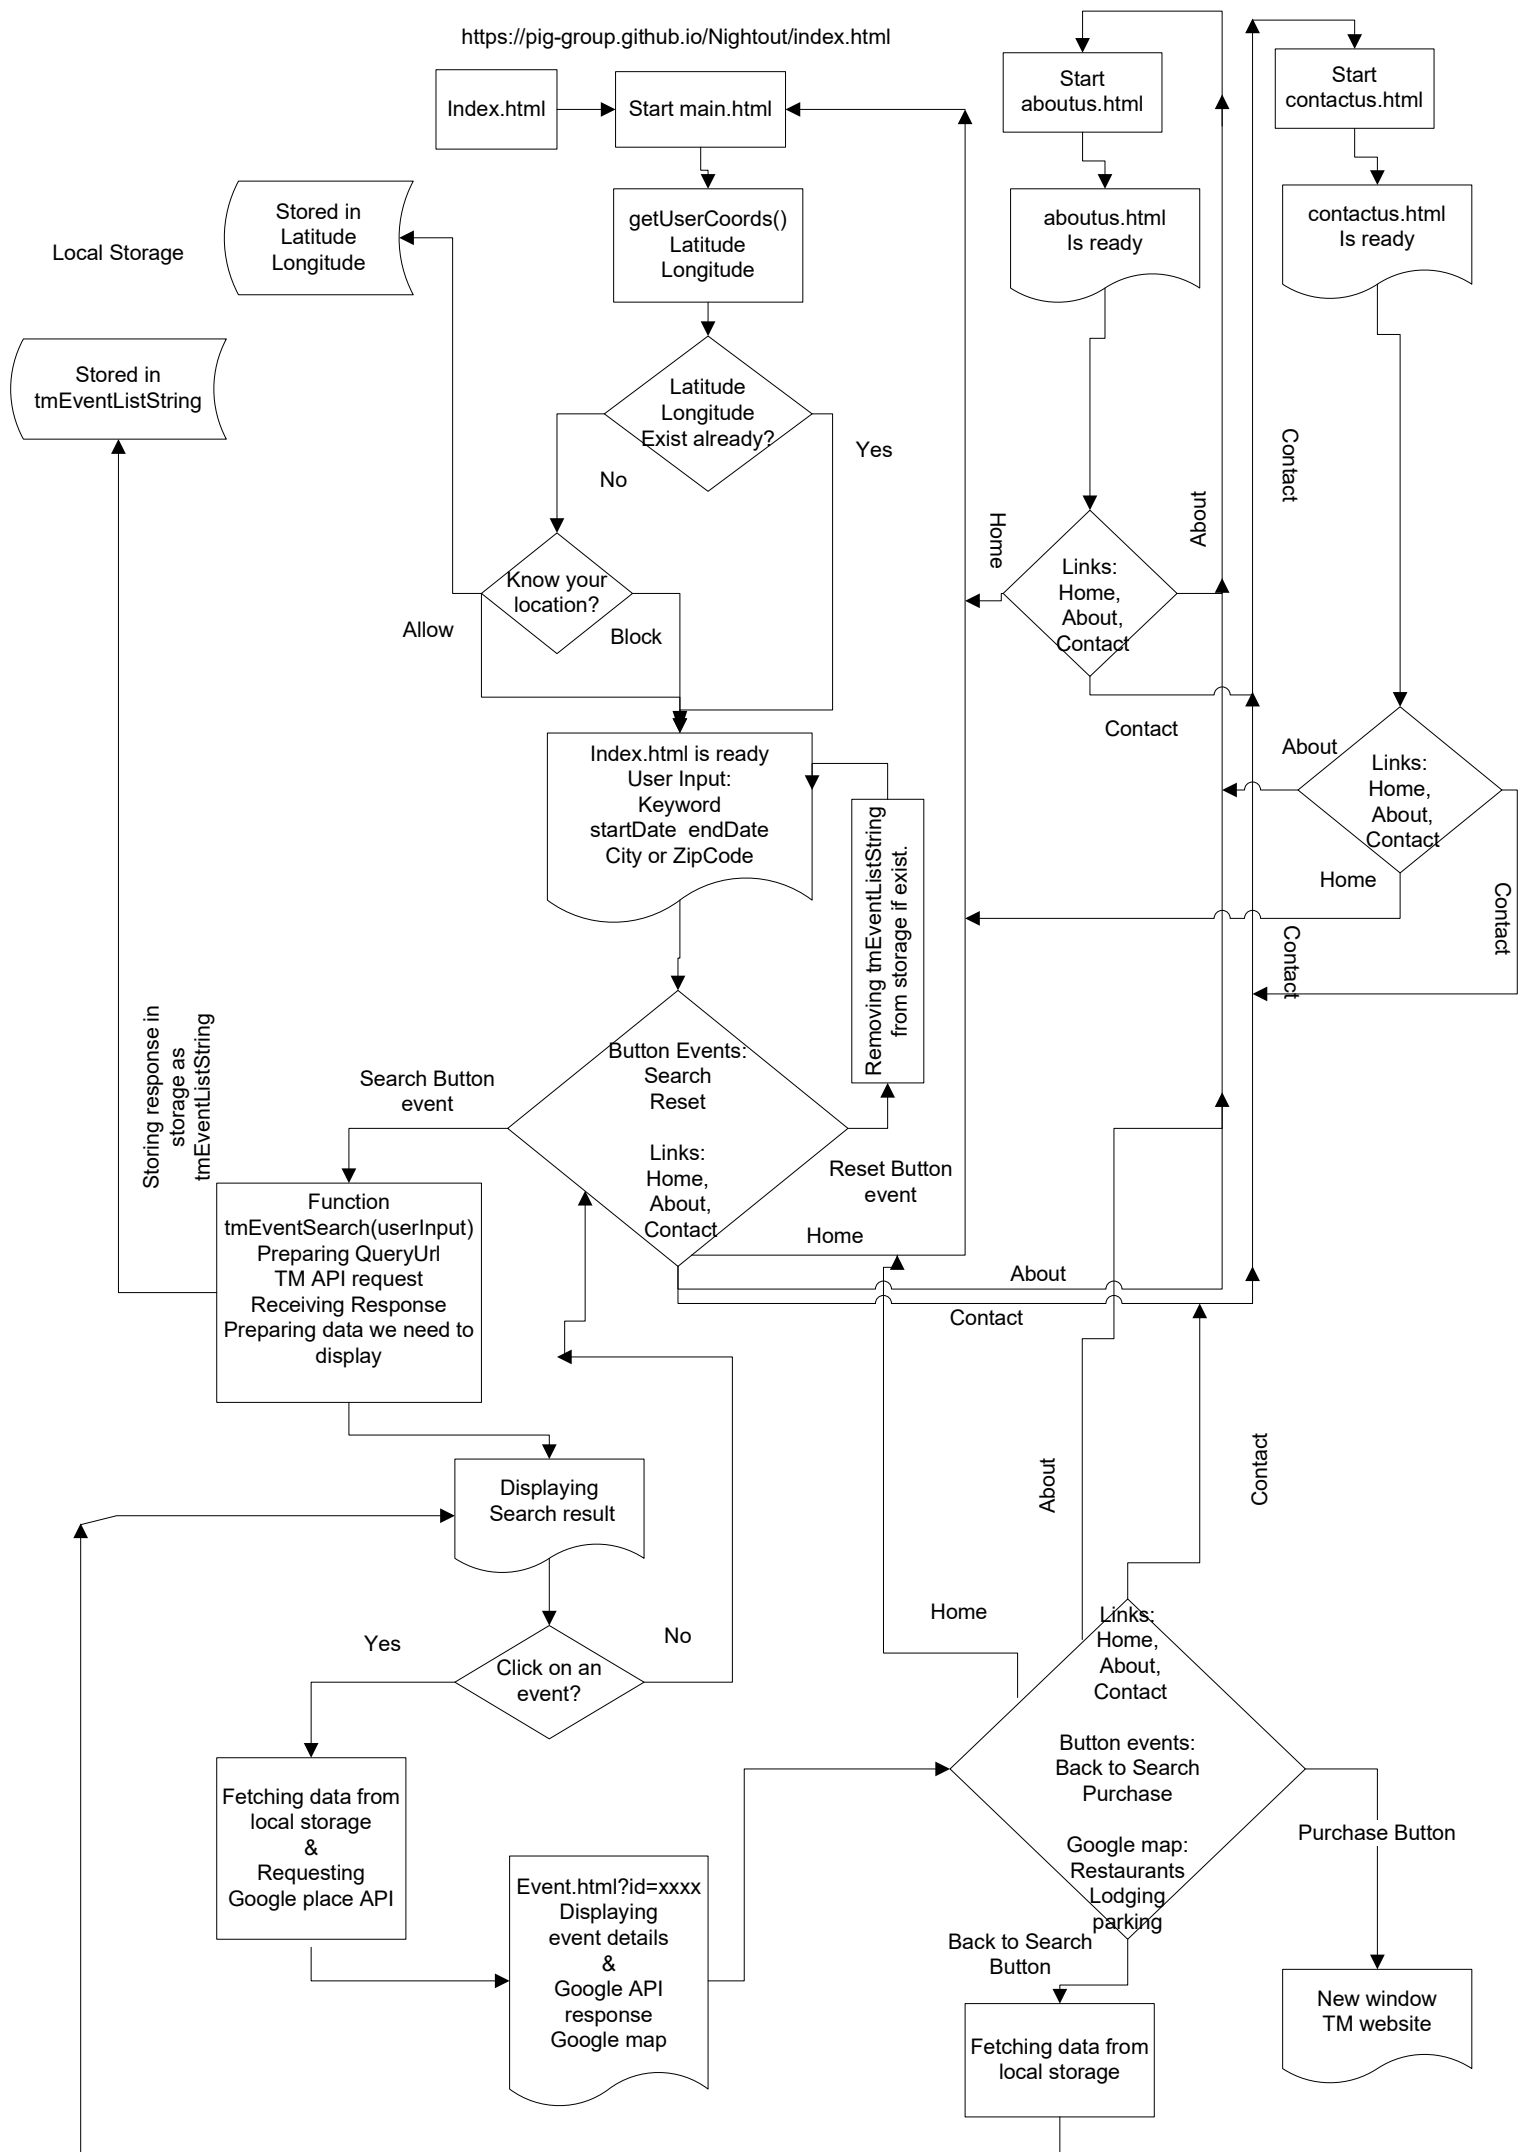 https://pig-group.github.io/Nightout/index.html
Index.html
Start main.html
Start
aboutus.html
Start
contactus.html
Local Storage
Stored in
Latitude
Longitude
getUserCoords()
Latitude
Longitude
aboutus.html
Is ready
contactus.html
Is ready
Stored in
tmEventListString
Latitude
Longitude
Exist already?
Yes
No
Contact
About
Home
Know your
location?
Allow
Block
Links:
Home,
About,
Contact
Contact
About
Links:
Home,
About,
Contact
Home
Contact
Contact
Index.html is ready
User Input:
Keyword
startDate  endDate
City or ZipCode
Removing tmEventListString
from storage if exist.
Storing response in
storage as
tmEventListString
Search Button
event
Button Events:
Search
Reset
Links:
Home,
About,
Contact
Reset Button
event
Home
About
Contact
Function
tmEventSearch(userInput)
Preparing QueryUrl
TM API request
Receiving Response
Preparing data we need to
display
Displaying
Search result
About
Contact
Home
Yes
No
Click on an
event?
Links:
Home,
About,
Contact
Button events:
Back to Search
Purchase
Google map:
Restaurants
Lodging
parking
Purchase Button
Fetching data from
local storage
&
Requesting
Google place API
Event.html?id=xxxx
Displaying
event details
&
Google API
response
Google map
Back to Search
Button
Fetching data from
local storage
New window
TM website